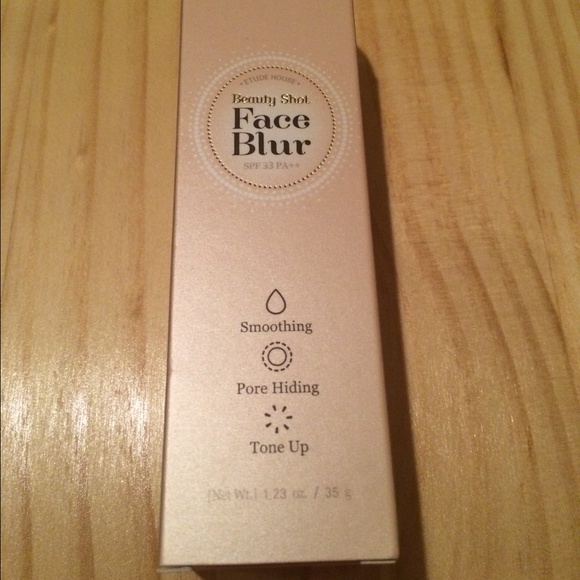 • ETUDE HOUSE •
Beauty Shot
Face
Blur
SPF 33 PA++
Smoothing
Pore Hiding
Tone Up
[Net Wt.] 1.23 oz. / 35 g